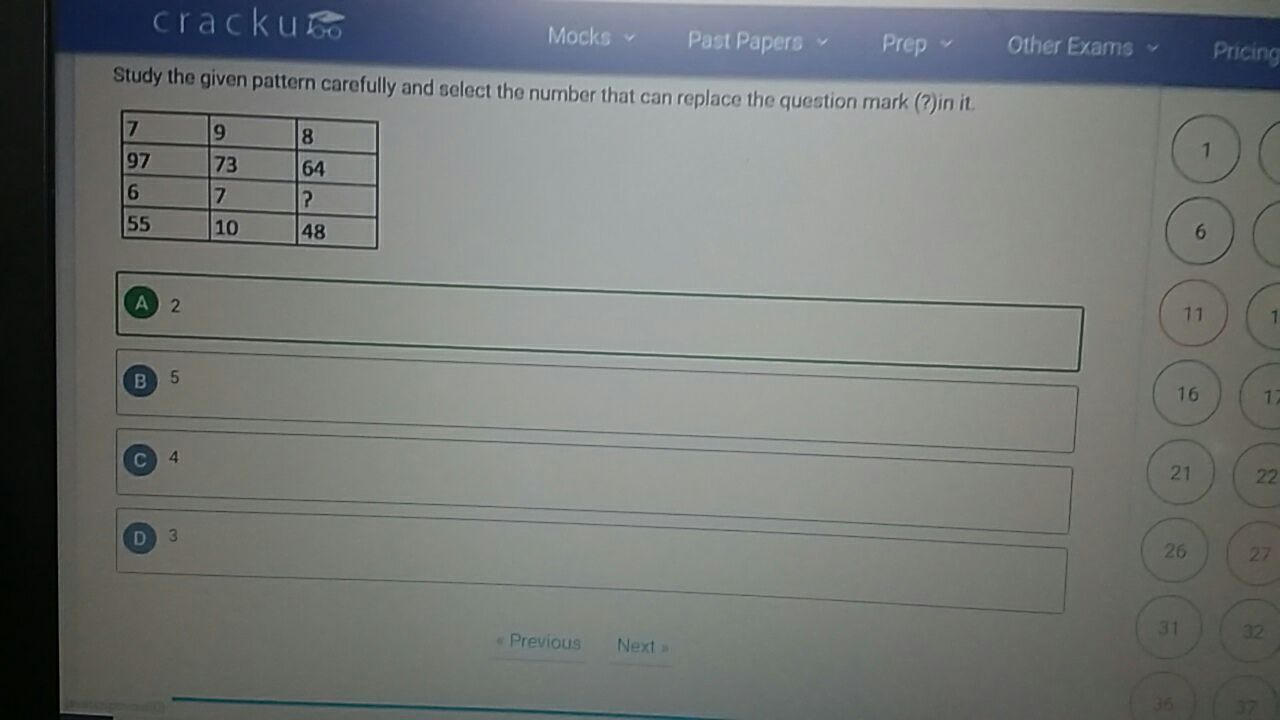 cracku
Mocks Past Papers Prep Other Exams Pricing
Study the given pattern carefully and select the number that can replace the question mark (?)in it.
7 9 8
97 73 64
6 7 ?
55 10 48
A 2
B 5
C 4
D 3
« Previous Next »
1
6
11
16 17
21 22
26 27
31 32
36 37